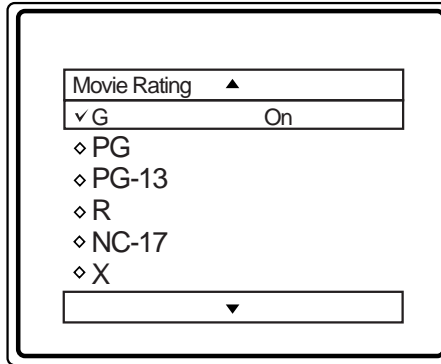 Movie Rating ▲
✓ G On
◇ PG
◇ PG-13
◇ R
◇ NC-17
◇ X
▼